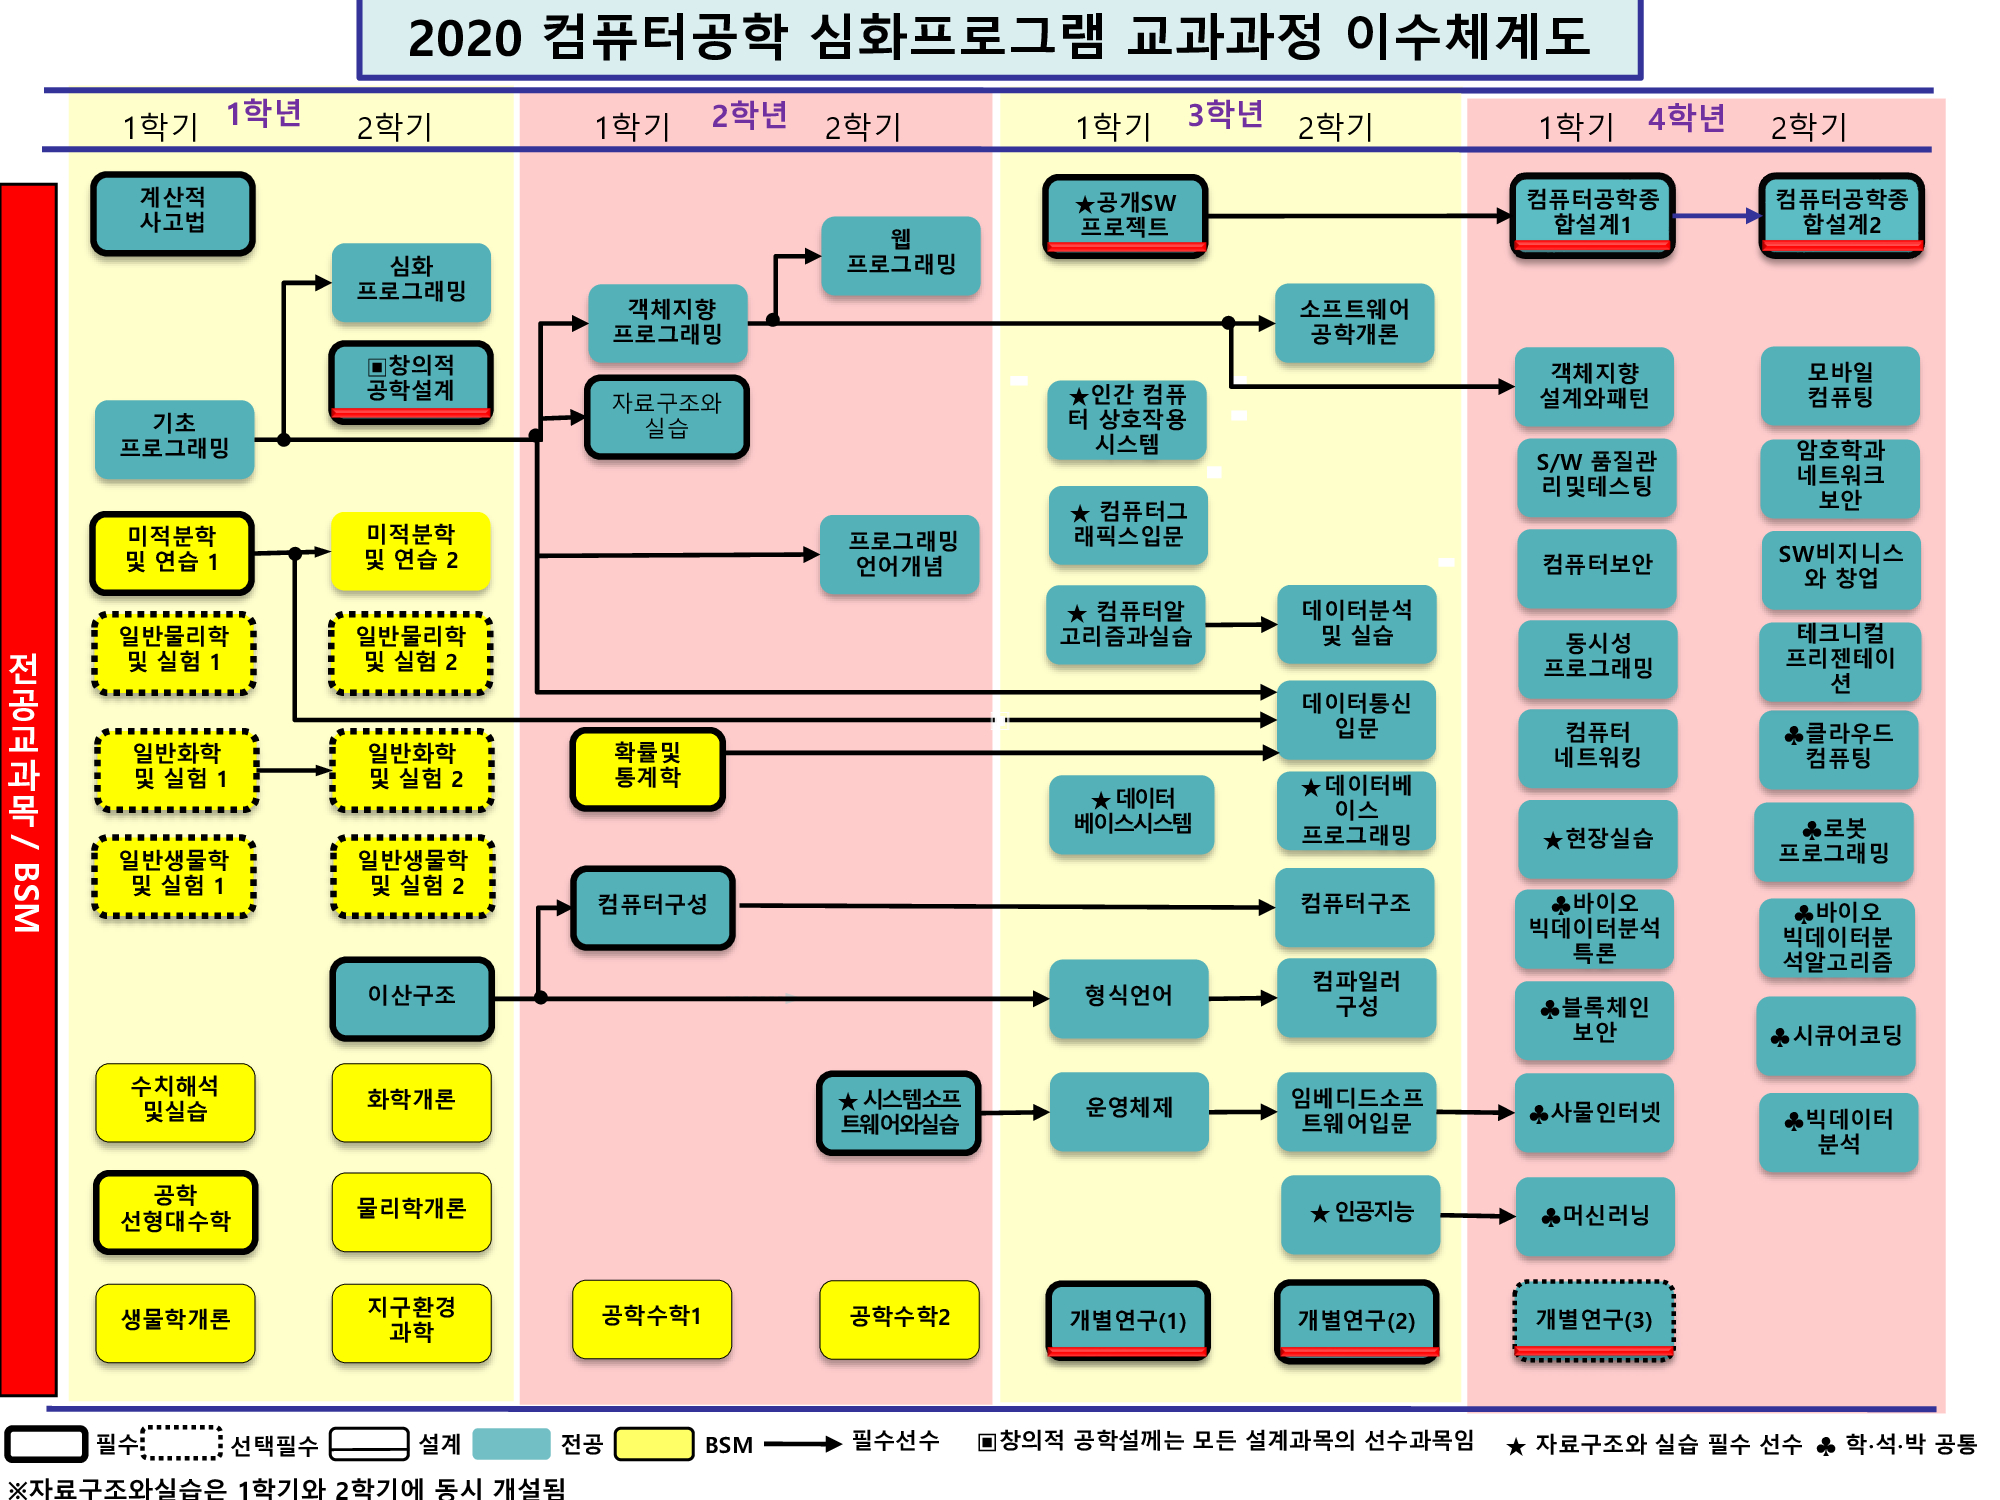 2020 컴퓨터공학 심화프로그램 교과과정 이수체계도
1학년
2학년
3학년
4학년
1학기
2학기
1학기
2학기
1학기
2학기
1학기
2학기
전공교과목 / BSM
계산적
사고법
기초
프로그래밍
미적분학
및 연습 1
일반물리학
및 실험 1
일반화학
및 실험 1
일반생물학
및 실험 1
수치해석
및실습
공학
선형대수학
생물학개론
심화
프로그래밍
▣창의적
공학설계
미적분학
및 연습 2
일반물리학
및 실험 2
일반화학
및 실험 2
일반생물학
및 실험 2
이산구조
화학개론
물리학개론
지구환경
과학
객체지향
프로그래밍
자료구조와
실습
확률및
통계학
컴퓨터구성
공학수학1
웹
프로그래밍
프로그래밍
언어개념
★ 시스템소프
트웨어와실습
공학수학2
★공개SW
프로젝트
★인간 컴퓨
터 상호작용
시스템
★ 컴퓨터그
래픽스입문
★ 컴퓨터알
고리즘과실습
★ 데이터
베이스시스템
형식언어
운영체제
개별연구(1)
소프트웨어
공학개론
데이터분석
및 실습
데이터통신
입문
★데이터베
이스
프로그래밍
컴퓨터구조
컴파일러
구성
임베디드소프
트웨어입문
★ 인공지능
개별연구(2)
컴퓨터공학종
합설계1
객체지향
설계와패턴
S/W 품질관
리및테스팅
컴퓨터보안
동시성
프로그래밍
컴퓨터
네트워킹
★현장실습
♣바이오
빅데이터분석
특론
♣블록체인
보안
♣사물인터넷
♣머신러닝
개별연구(3)
컴퓨터공학종
합설계2
모바일
컴퓨팅
암호학과
네트워크
보안
SW비지니스
와 창업
테크니컬
프리젠테이
션
♣클라우드
컴퓨팅
♣로봇
프로그래밍
♣바이오
빅데이터분
석알고리즘
♣시큐어코딩
♣빅데이터
분석
필수
선택필수
설계
전공
BSM
필수선수
▣창의적 공학설께는 모든 설계과목의 선수과목임
★ 자료구조와 실습 필수 선수
♣ 학·석·박 공통
※자료구조와실습은 1학기와 2학기에 동시 개설됨